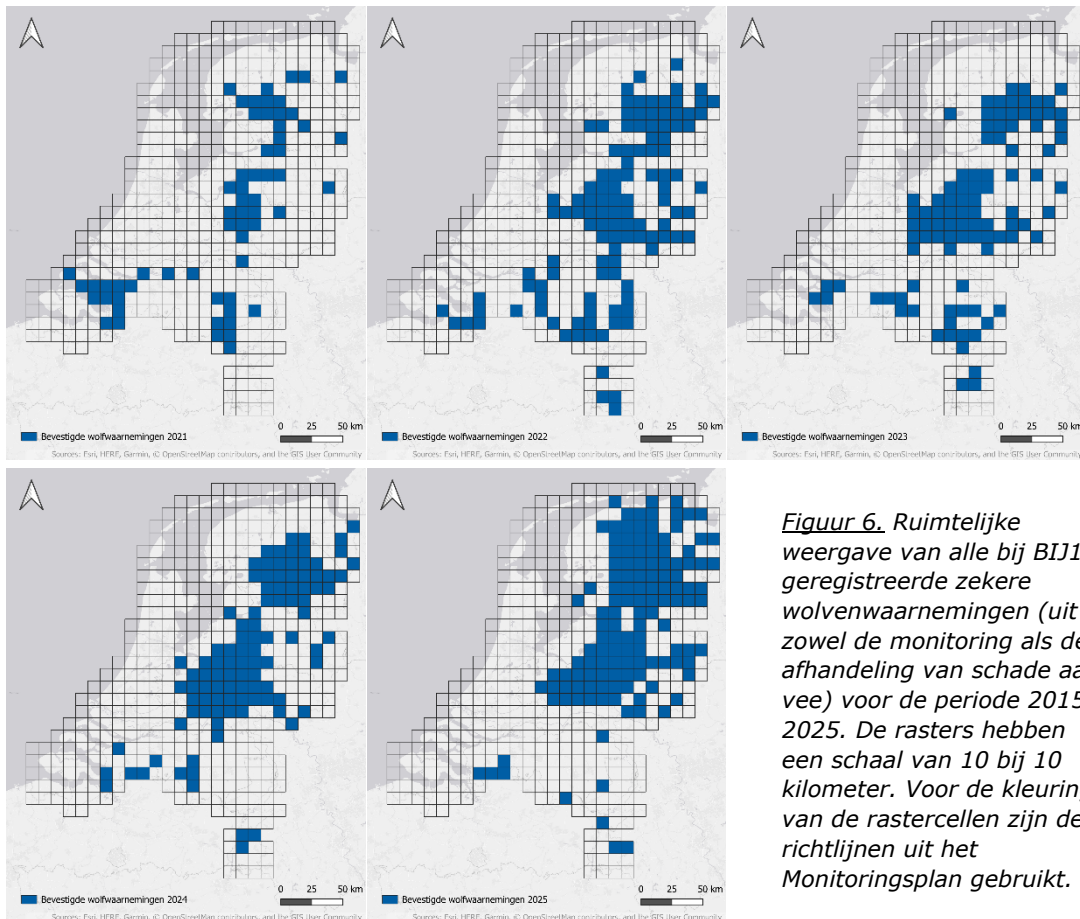 0 25 50 km
Bevestigde wolfwaarnemingen 2021
Sources: Esri, HERE, Garmin, © OpenStreetMap contributors, and the GIS User Community
0 25 50 km
Bevestigde wolfwaarnemingen 2022
Sources: Esri, HERE, Garmin, © OpenStreetMap contributors, and the GIS User Community
0 25 50 km
Bevestigde wolfwaarnemingen 2023
Sources: Esri, HERE, Garmin, © OpenStreetMap contributors, and the GIS User Community
0 25 50 km
Bevestigde wolfwaarnemingen 2024
Sources: Esri, HERE, Garmin, © OpenStreetMap contributors, and the GIS User Community
0 25 50 km
Bevestigde wolfwaarnemingen 2025
Sources: Esri, HERE, Garmin, © OpenStreetMap contributors, and the GIS User Community
Figuur 6. Ruimtelijke
weergave van alle bij BIJ1
geregistreerde zekere
wolvenwaarnemingen (uit
zowel de monitoring als de
afhandeling van schade aa
vee) voor de periode 2015
2025. De rasters hebben
een schaal van 10 bij 10
kilometer. Voor de kleuring
van de rastercellen zijn de
richtlijnen uit het
Monitoringsplan gebruikt.